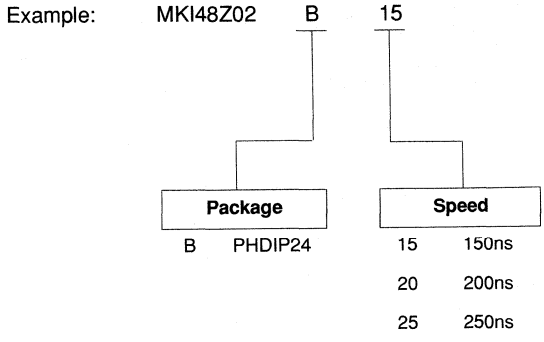 Example: MKI48Z02 B 15
Package Speed
B PHDIP24 15 150ns
20 200ns
25 250ns